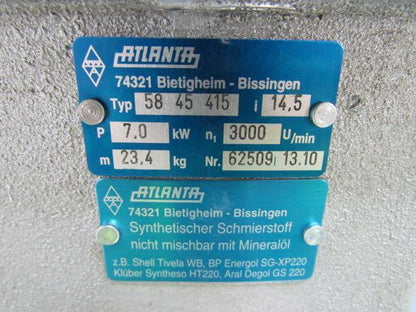 ATLANTA
74321 Bietigheim - Bissingen
Typ 58 45 415 i 14,5
P 7,0 kW n1 3000 U/min
m 23,4 kg Nr. 62509 13.10
ATLANTA
74321 Bietigheim - Bissingen
Synthetischer Schmierstoff
nicht mischbar mit Mineralöl
z.B. Shell Tivela WB, BP Energol SG-XP220
Klüber Syntheso HT220, Aral Degol GS 220